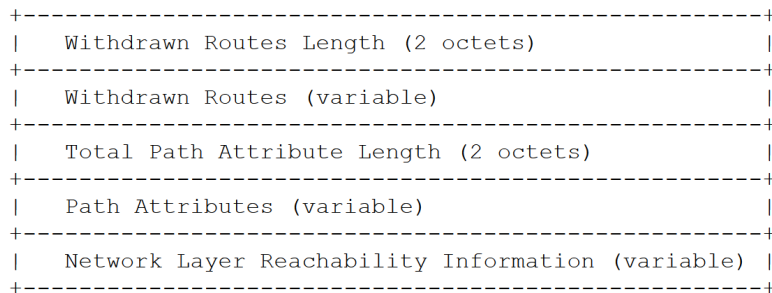 +-----------------------------------------------------+
|   Withdrawn Routes Length (2 octets)                |
+-----------------------------------------------------+
|   Withdrawn Routes (variable)                       |
+-----------------------------------------------------+
|   Total Path Attribute Length (2 octets)            |
+-----------------------------------------------------+
|   Path Attributes (variable)                        |
+-----------------------------------------------------+
|   Network Layer Reachability Information (variable) |
+-----------------------------------------------------+